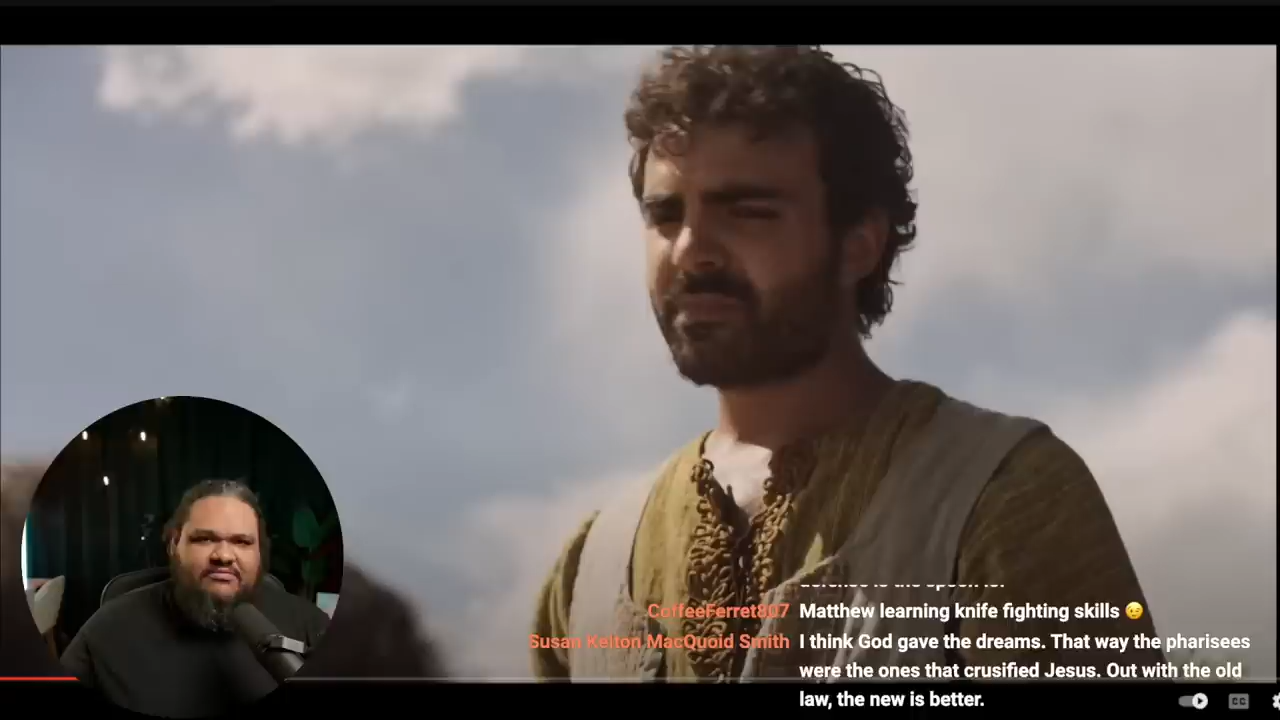 CoffeeFerret807 Matthew learning knife fighting skills 😉
Susan Kelton MacQuoid Smith I think God gave the dreams. That way the pharisees
were the ones that crusified Jesus. Out with the old
law, the new is better.
CC